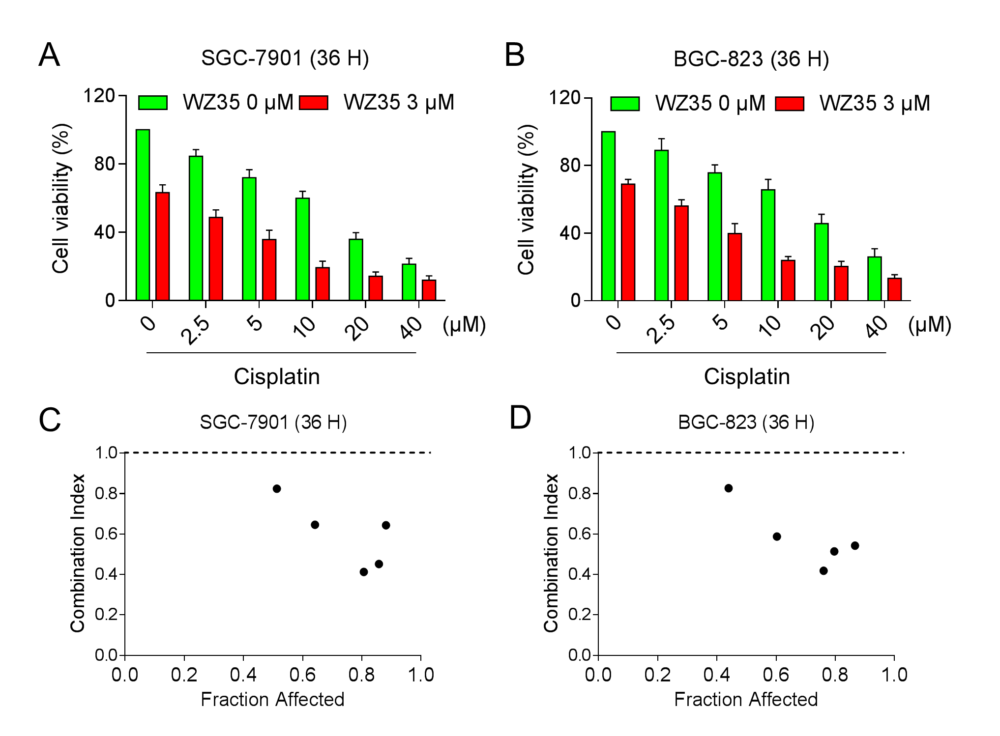 A
SGC-7901 (36 H)
WZ35 0 µM
WZ35 3 µM
Cell viability (%)
120
80
40
0
0
2.5
5
10
20
40
(µM)
Cisplatin
B
BGC-823 (36 H)
WZ35 0 µM
WZ35 3 µM
Cell viability (%)
120
80
40
0
0
2.5
5
10
20
40
(µM)
Cisplatin
C
SGC-7901 (36 H)
Combination Index
1.0
0.8
0.6
0.4
0.2
0.0
0.0
0.2
0.4
0.6
0.8
1.0
Fraction Affected
D
BGC-823 (36 H)
Combination Index
1.0
0.8
0.6
0.4
0.2
0.0
0.0
0.2
0.4
0.6
0.8
1.0
Fraction Affected